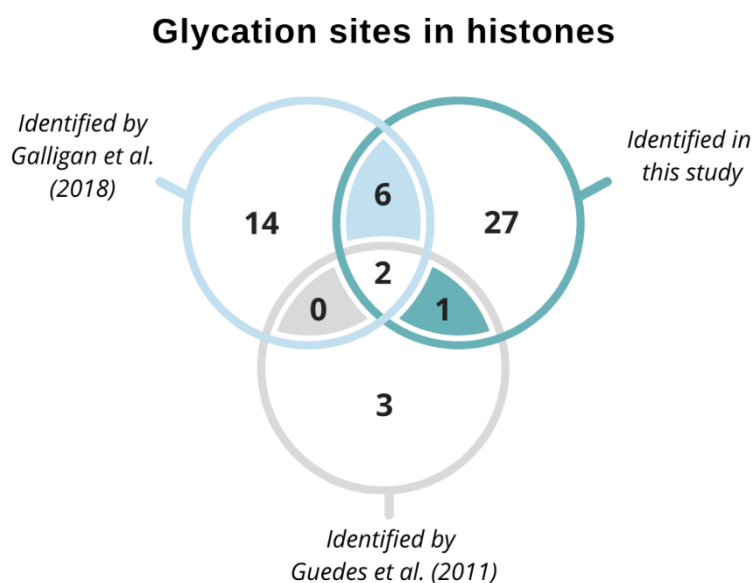 Glycation sites in histones
Identified by
Galligan et al.
(2018)
Identified in
this study
6
14
27
2
0
1
3
Identified by
Guedes et al. (2011)